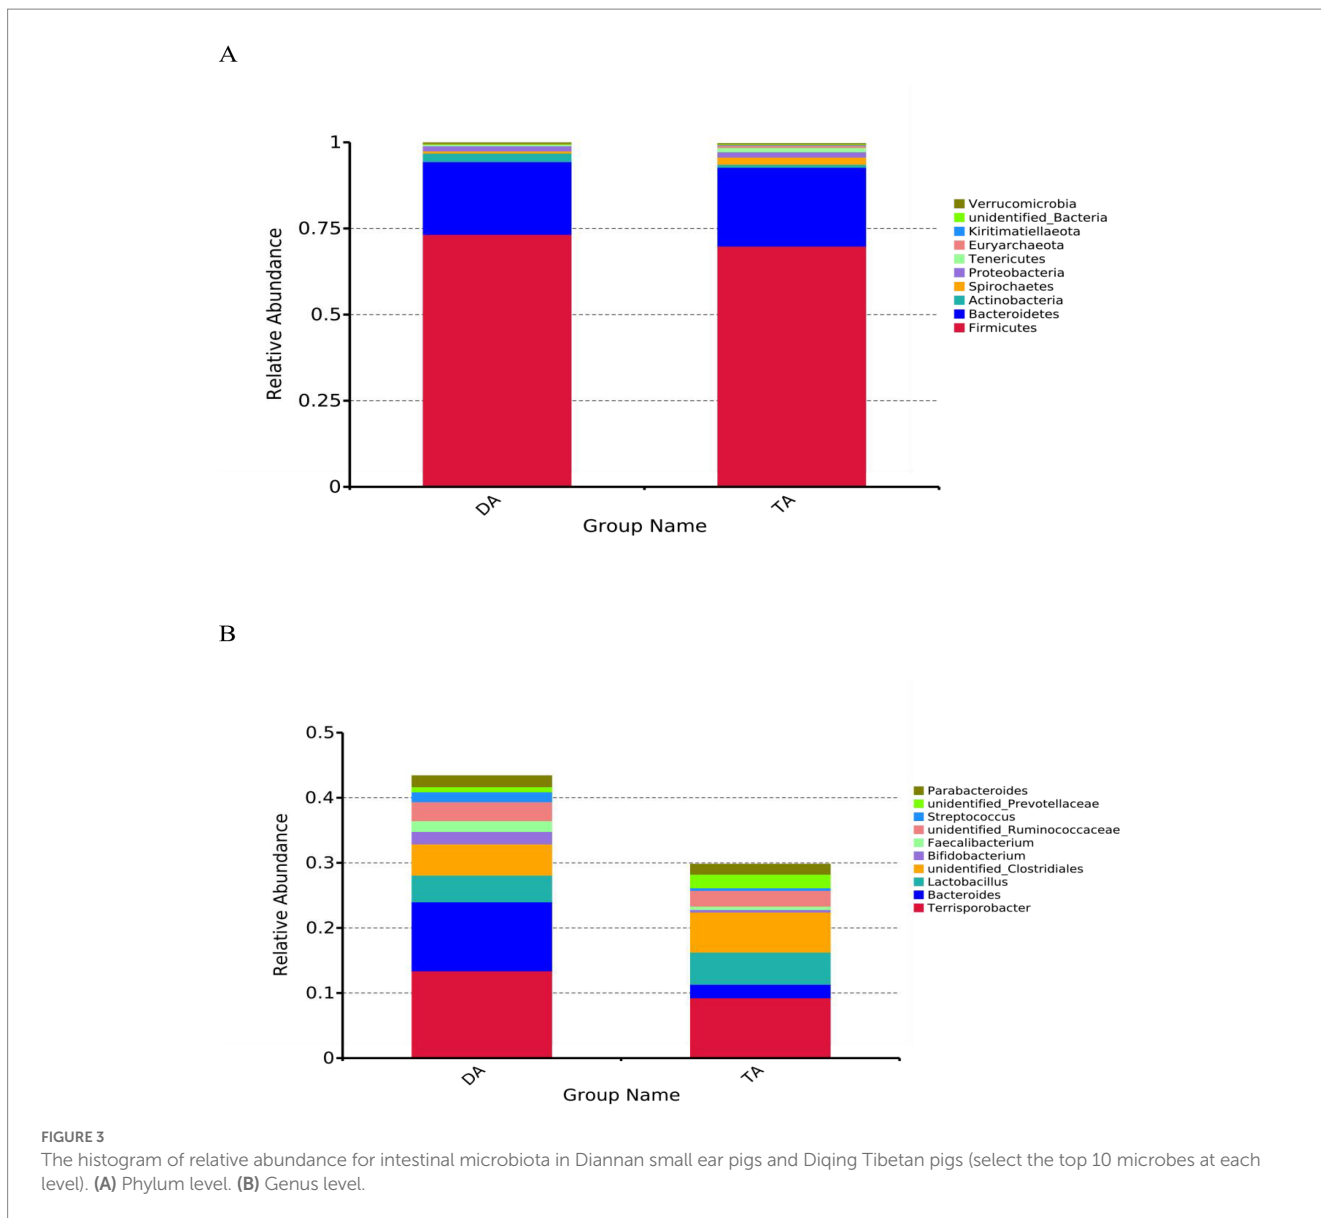 A
1
0.75
0.5
0.25
0
Relative Abundance
DA
TA
Group Name
Verrucomicrobia
unidentified_Bacteria
Kiritimatiellaeota
Euryarchaeota
Tenericutes
Proteobacteria
Spirochaetes
Actinobacteria
Bacteroidetes
Firmicutes
B
0.5
0.4
0.3
0.2
0.1
0
Relative Abundance
DA
TA
Group Name
Parabacteroides
unidentified_Prevotellaceae
Streptococcus
unidentified_Ruminococcaceae
Faecalibacterium
Bifidobacterium
unidentified_Clostridiales
Lactobacillus
Bacteroides
Terrisporobacter
FIGURE 3
The histogram of relative abundance for intestinal microbiota in Diannan small ear pigs and Diqing Tibetan pigs (select the top 10 microbes at each
level). (A) Phylum level. (B) Genus level.